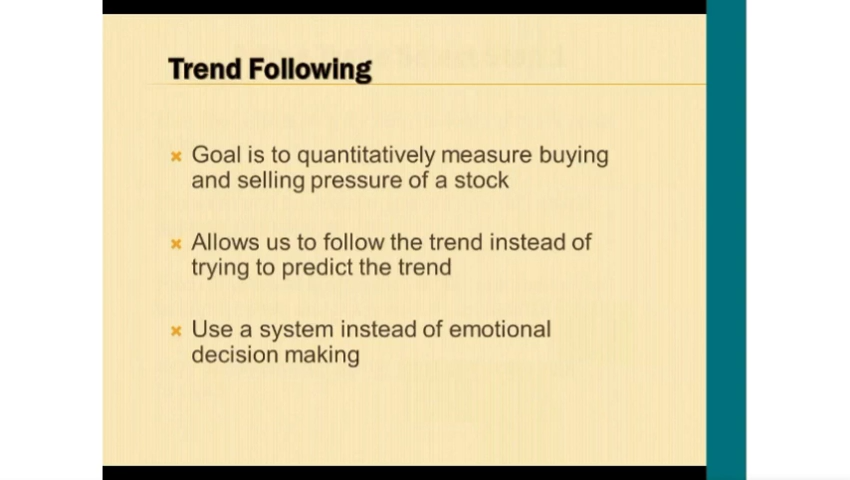 Trend Following
Goal is to quantitatively measure buying
and selling pressure of a stock
Allows us to follow the trend instead of
trying to predict the trend
Use a system instead of emotional
decision making